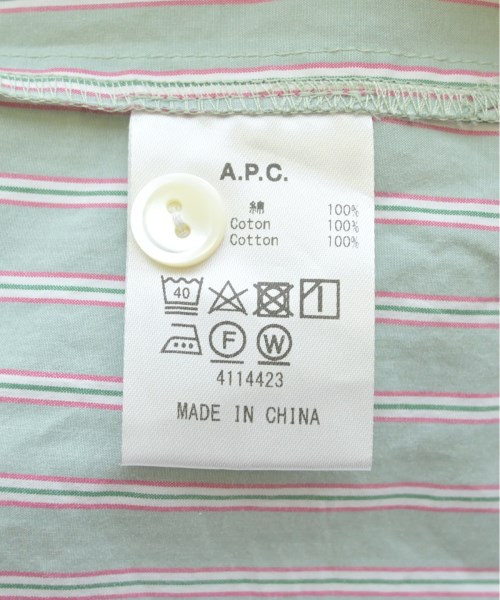 A.P.C.
綿 100%
Coton 100%
Cotton 100%
40
F W
4114423
MADE IN CHINA